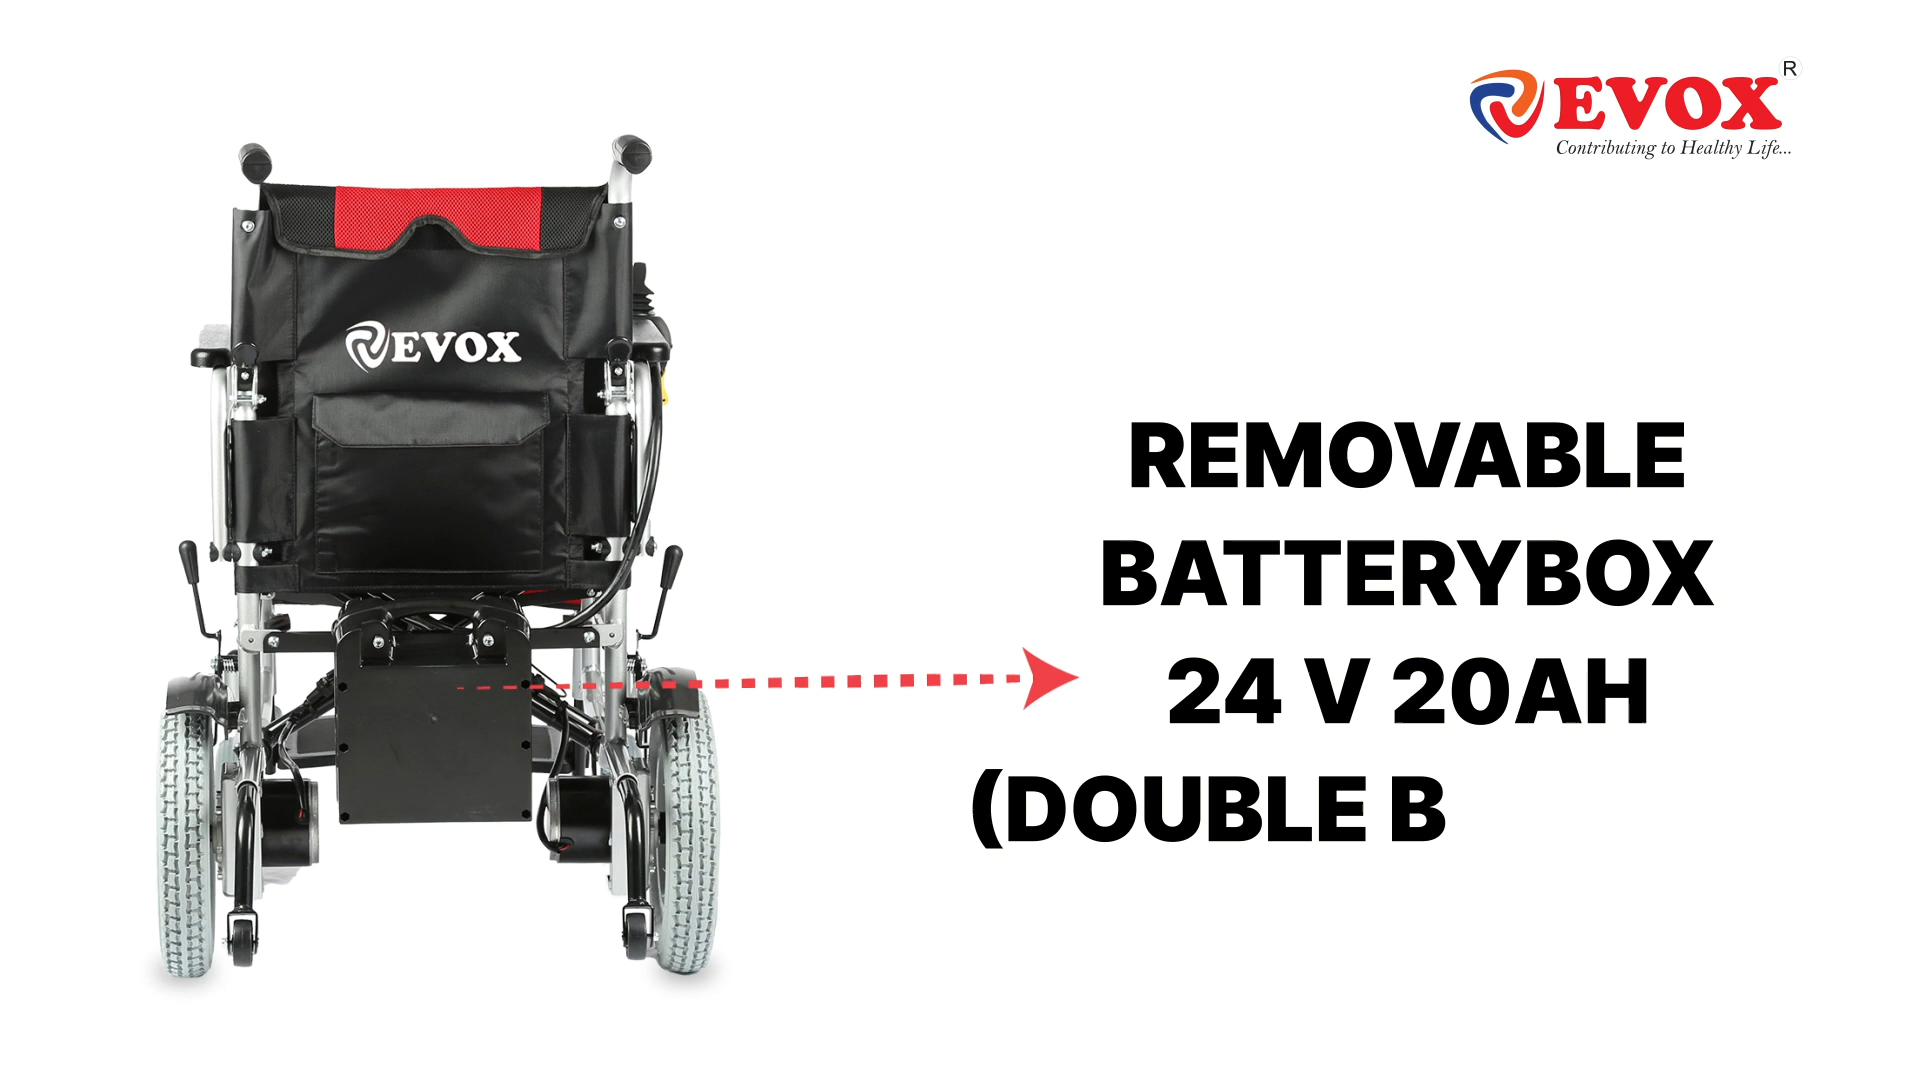 EVOX
R
Contributing to Healthy Life...
EVOX
REMOVABLE
BATTERYBOX
24 V 20AH
(DOUBLE B